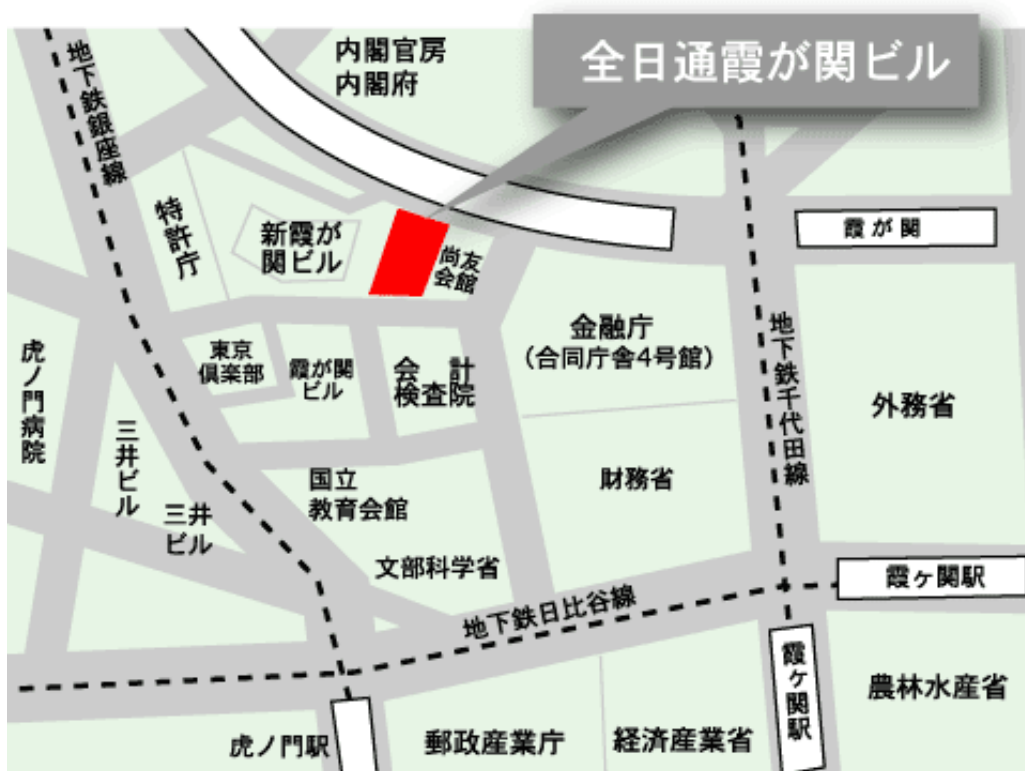 全日通霞が関ビル
内閣官房
内閣府
地下鉄銀座線
特許庁
新霞が
関ビル
尚友
会館
霞が関
金融庁
(合同庁舎4号館)
地下鉄千代田線
虎ノ門病院
東京
倶楽部
霞が関
ビル
会計
検査院
外務省
三井ビル
三井
ビル
国立
教育会館
財務省
文部科学省
地下鉄日比谷線
霞ヶ関駅
霞ヶ関駅
農林水産省
虎ノ門駅
郵政産業庁
経済産業省